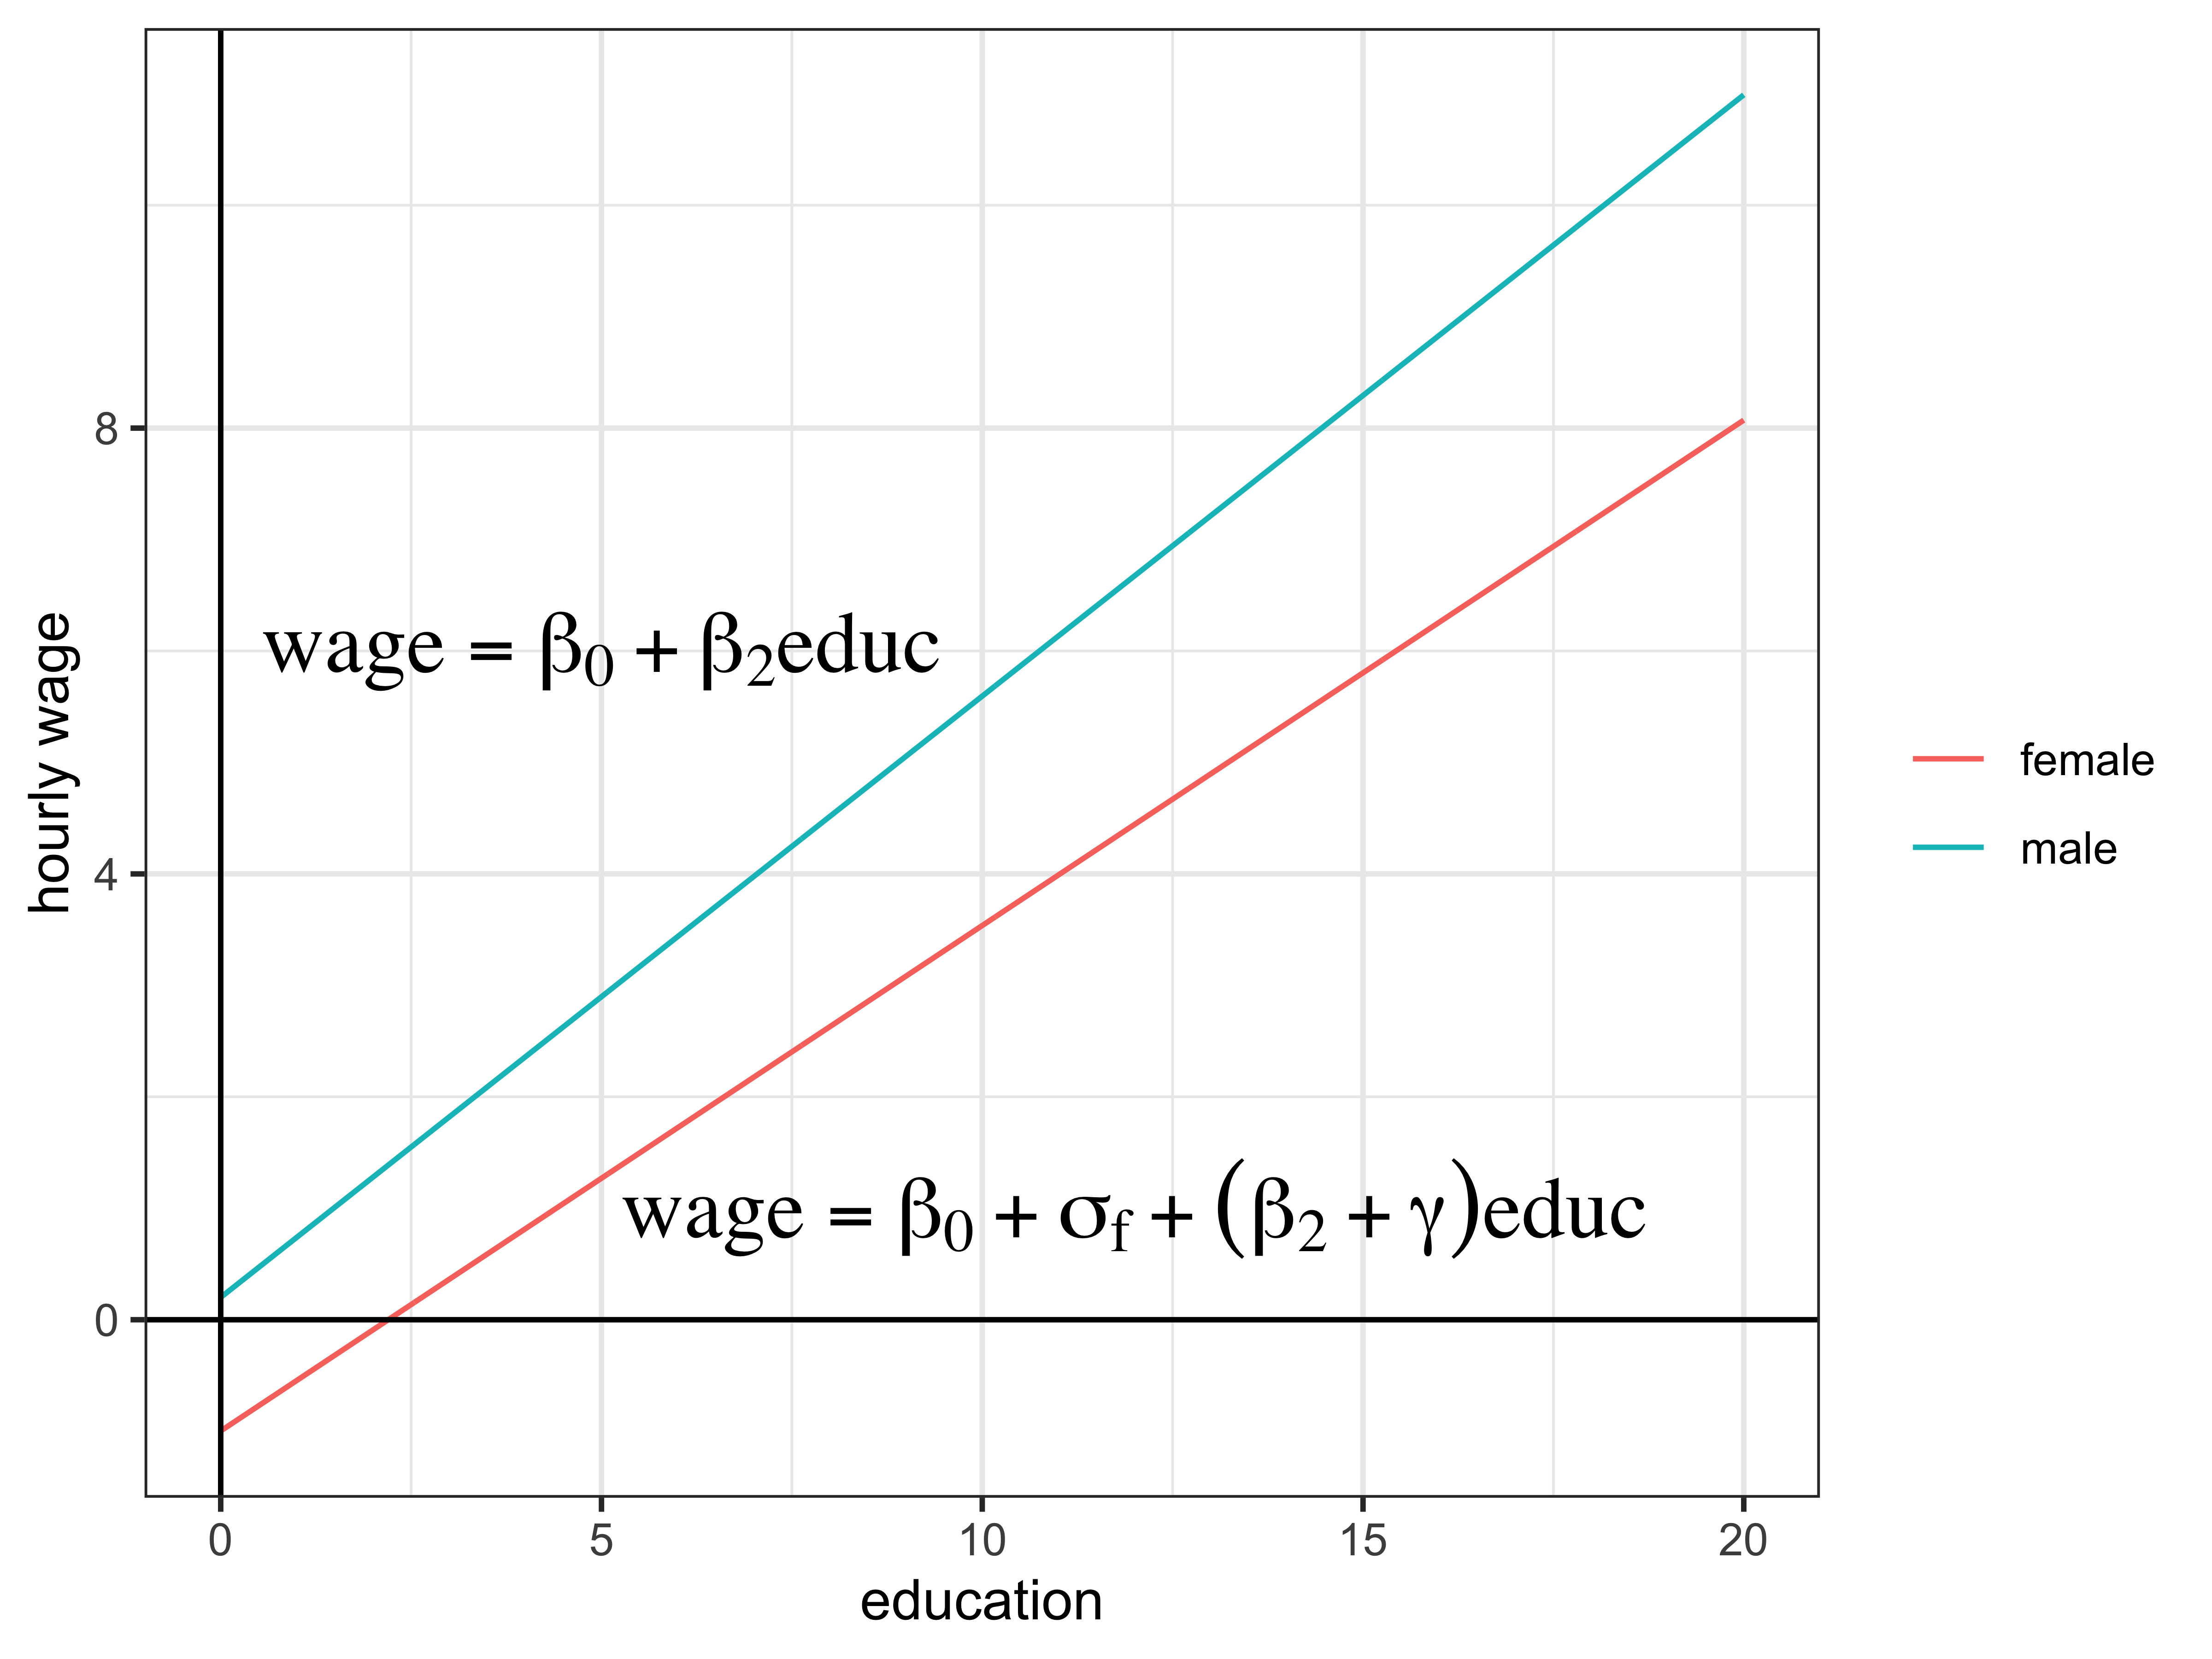 8
4
0
hourly wage
wage = β₀ + β₂educ
wage = β₀ + σ_f + (β₂ + γ)educ
0 5 10 15 20
education
female
male